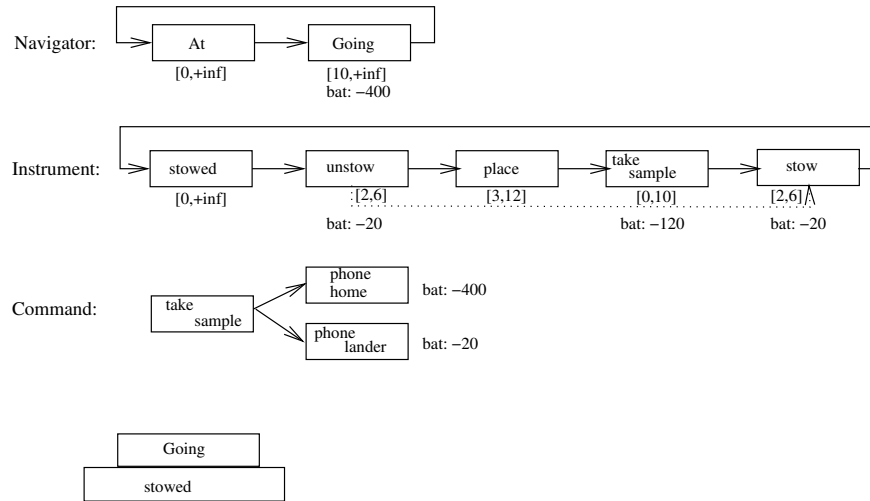 Navigator:
At
Going
[0,+inf]
[10,+inf]
bat: −400
Instrument:
stowed
unstow
place
take
sample
stow
[0,+inf]
[2,6]
[3,12]
[0,10]
[2,6]
bat: −20
bat: −120
bat: −20
Command:
take
sample
phone
home
bat: −400
phone
lander
bat: −20
Going
stowed